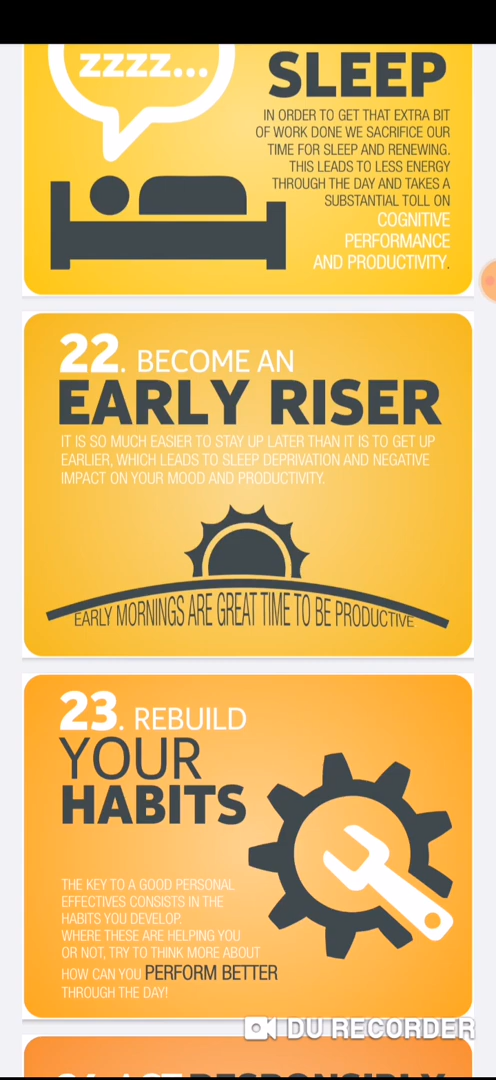 zzzz...
SLEEP
IN ORDER TO GET THAT EXTRA BIT
OF WORK DONE WE SACRIFICE OUR
TIME FOR SLEEP AND RENEWING.
THIS LEADS TO LESS ENERGY
THROUGH THE DAY AND TAKES A
SUBSTANTIAL TOLL ON
COGNITIVE
PERFORMANCE
AND PRODUCTIVITY.
22. BECOME AN
EARLY RISER
IT IS SO MUCH EASIER TO STAY UP LATER THAN IT IS TO GET UP
EARLIER, WHICH LEADS TO SLEEP DEPRIVATION AND NEGATIVE
IMPACT ON YOUR MOOD AND PRODUCTIVITY.
EARLY MORNINGS ARE GREAT TIME TO BE PRODUCTIVE
23. REBUILD
YOUR
HABITS
THE KEY TO A GOOD PERSONAL
EFFECTIVES CONSISTS IN THE
HABITS YOU DEVELOP.
WHERE THESE ARE HELPING YOU
OR NOT, TRY TO THINK MORE ABOUT
HOW CAN YOU PERFORM BETTER
THROUGH THE DAY!
DU RECORDER